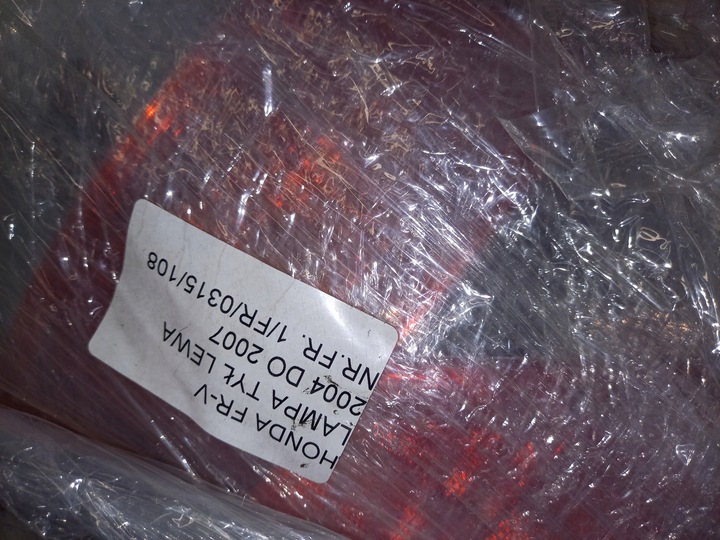 HONDA FR-V
LAMPA TYŁ LEWA
2004 DO 2007
NR.FR. 1/FR/0315/108